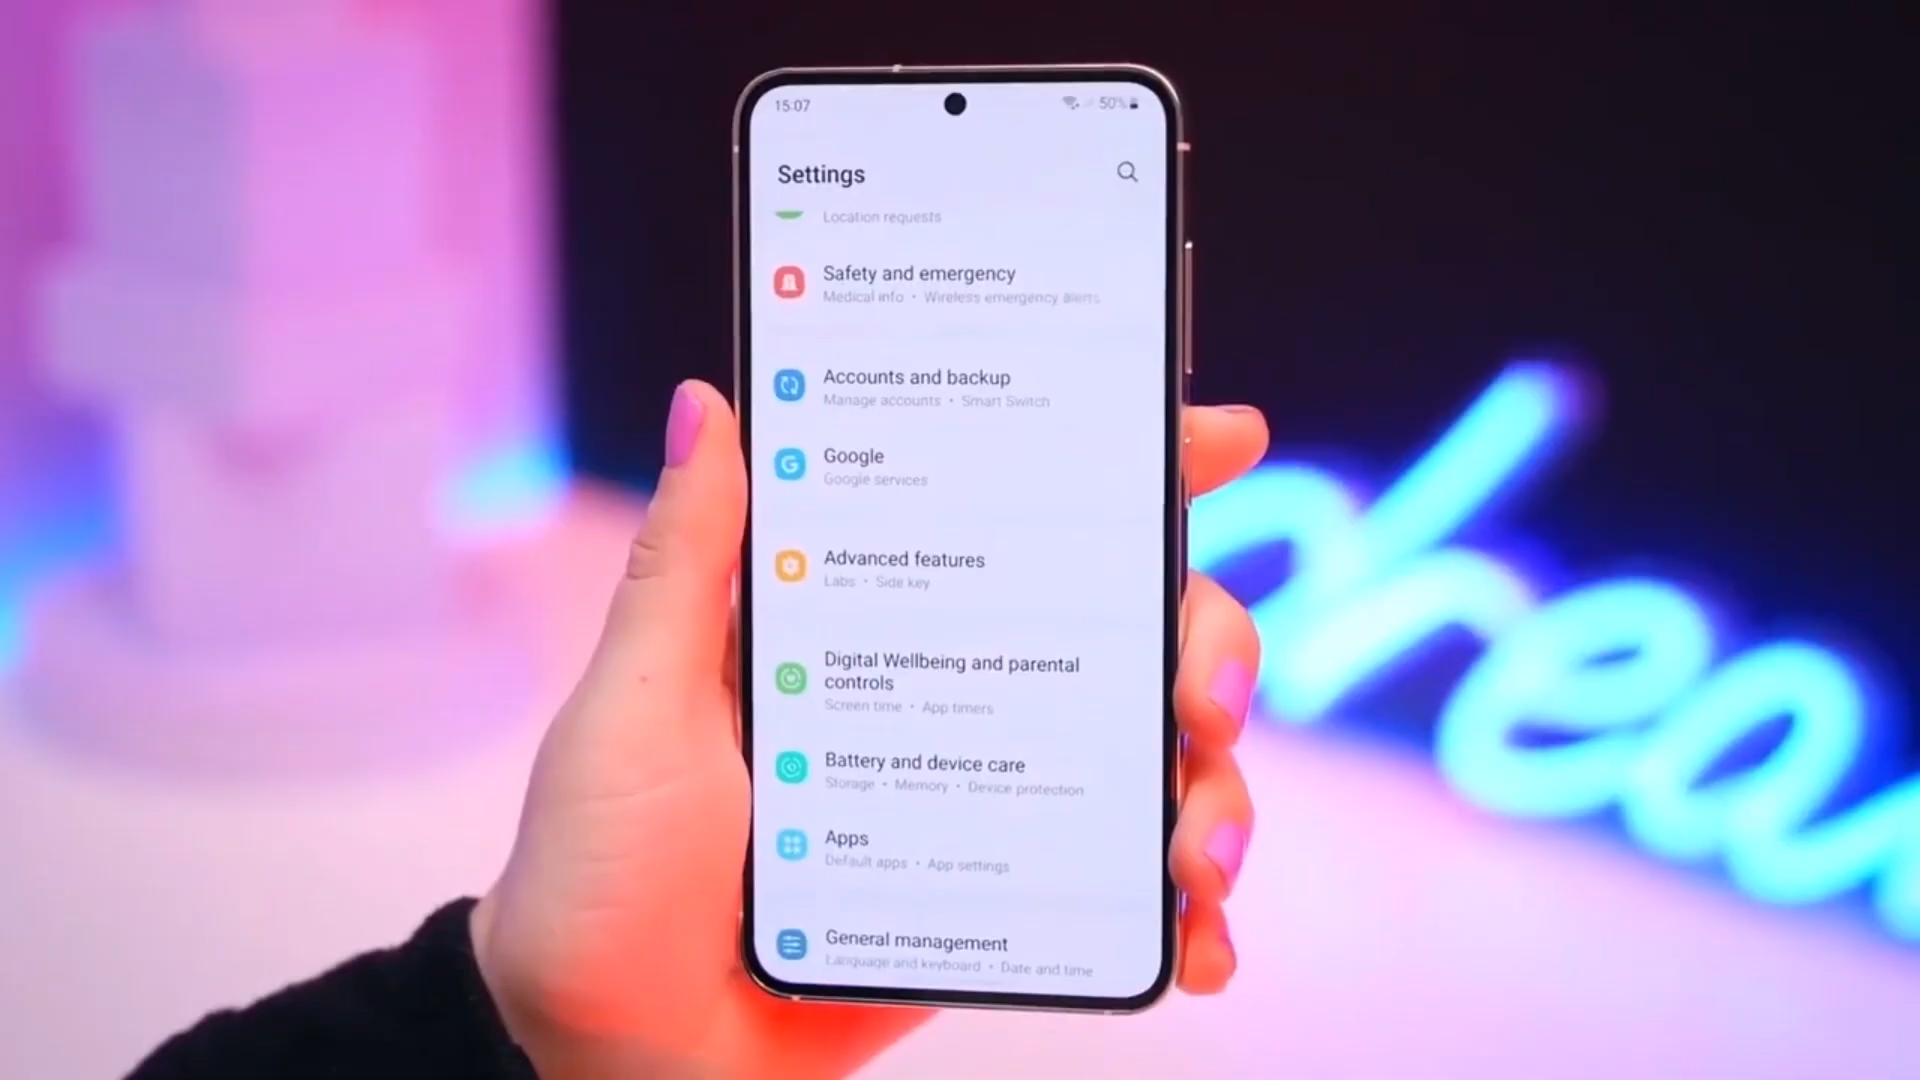 15:07
50%
Settings
Location requests
Safety and emergency
Medical info • Wireless emergency alerts
Accounts and backup
Manage accounts • Smart Switch
Google
Google services
Advanced features
Labs • Side key
Digital Wellbeing and parental
controls
Screen time • App timers
Battery and device care
Storage • Memory • Device protection
Apps
Default apps • App settings
General management
Language and keyboard • Date and time